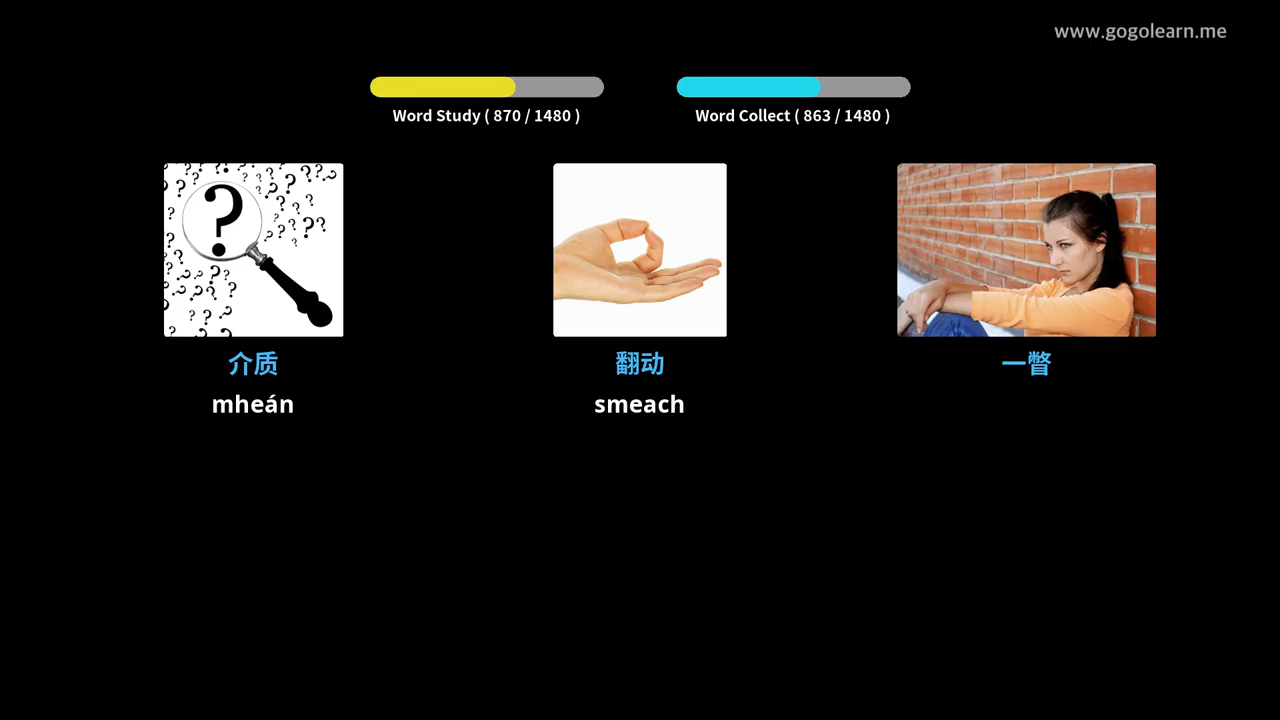 www.gogolearn.me
Word Study ( 870 / 1480 )
Word Collect ( 863 / 1480 )
介质
翻动
一瞥
mheán
smeach